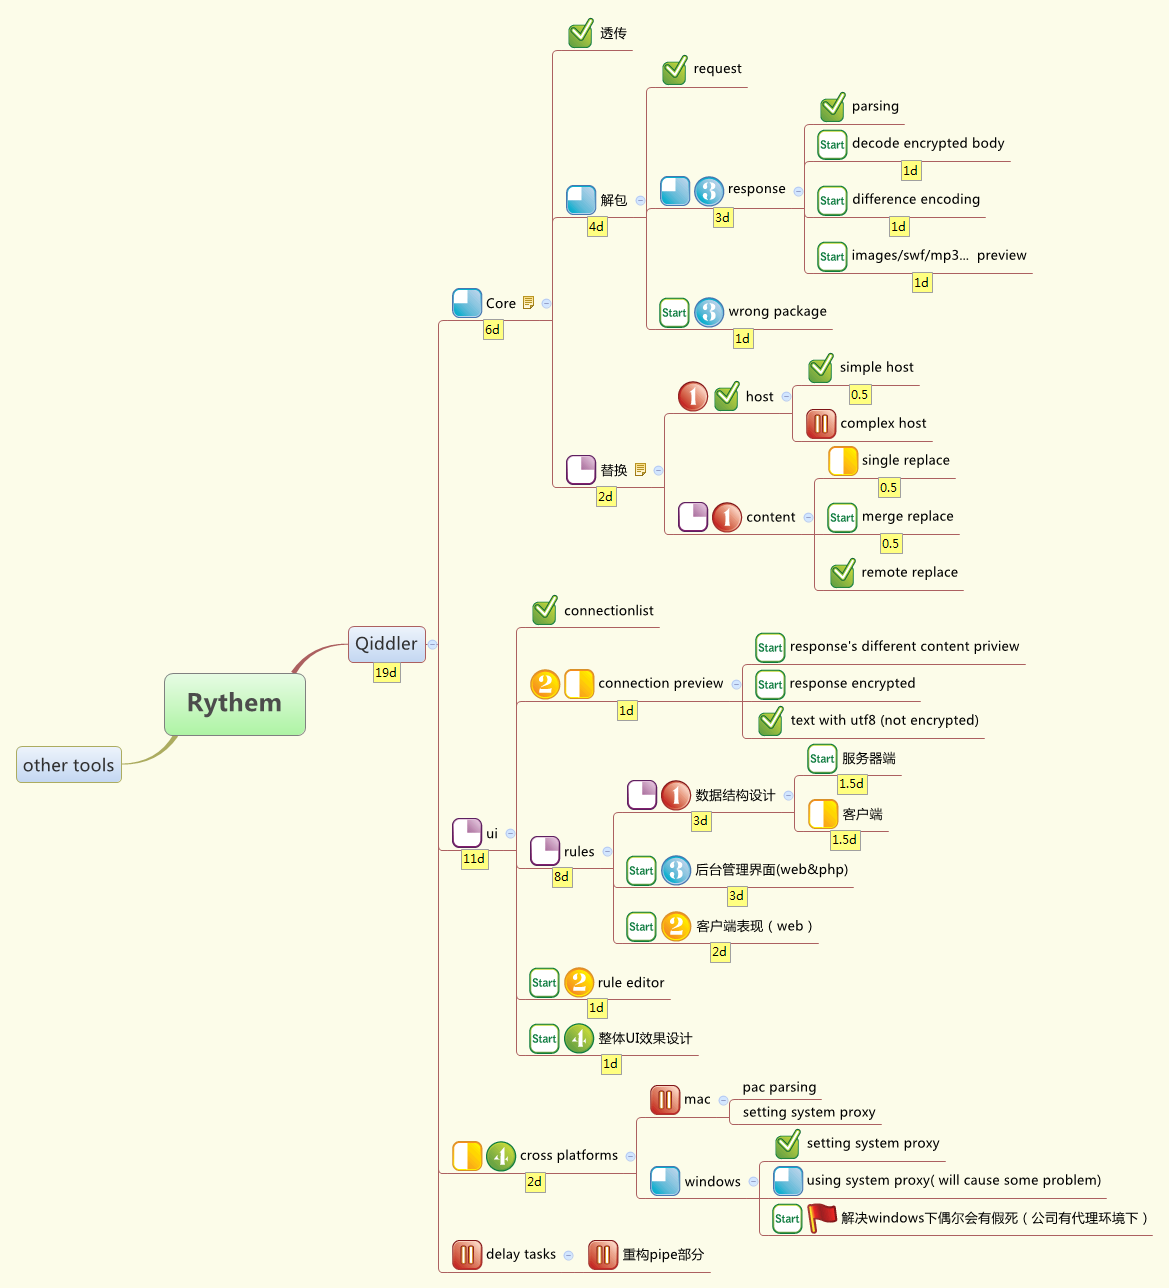 透传
request
parsing
Start decode encrypted body
1d
Start difference encoding
1d
Start images/swf/mp3... preview
1d
3 response
3d
解包
4d
Start 3 wrong package
1d
Core
6d
simple host
0.5
1 host
complex host
替换
2d
single replace
0.5
1 content
Start merge replace
0.5
remote replace
connectionlist
Qiddler
19d
Start response's different content priview
2 connection preview
1d
Start response encrypted
text with utf8 (not encrypted)
Rythem
other tools
Start 服务器端
1.5d
1 数据结构设计
3d
客户端
1.5d
ui
11d
rules
8d
Start 3 后台管理界面(web&php)
3d
Start 2 客户端表现（web）
2d
Start 2 rule editor
1d
Start 4 整体UI效果设计
1d
mac
pac parsing
setting system proxy
4 cross platforms
2d
setting system proxy
windows
using system proxy( will cause some problem)
Start 解决windows下偶尔会有假死（公司有代理环境下）
delay tasks
重构pipe部分